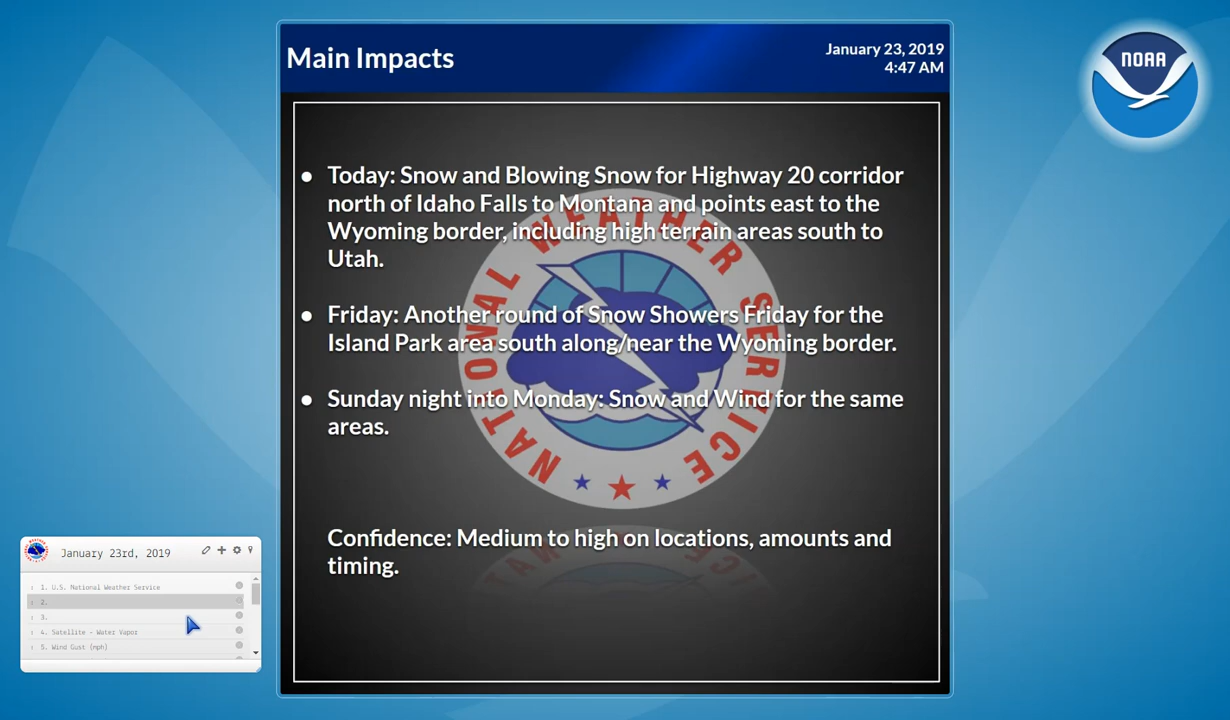 Main Impacts
January 23, 2019
4:47 AM
NOAA
• Today: Snow and Blowing Snow for Highway 20 corridor
north of Idaho Falls to Montana and points east to the
Wyoming border, including high terrain areas south to
Utah.
• Friday: Another round of Snow Showers Friday for the
Island Park area south along/near the Wyoming border.
• Sunday night into Monday: Snow and Wind for the same
areas.
Confidence: Medium to high on locations, amounts and
timing.
NATIONAL WEATHER SERVICE
January 23rd, 2019
1. U.S. National Weather Service
2.
3.
4. Satellite - Water Vapor
5. Wind Gust (mph)